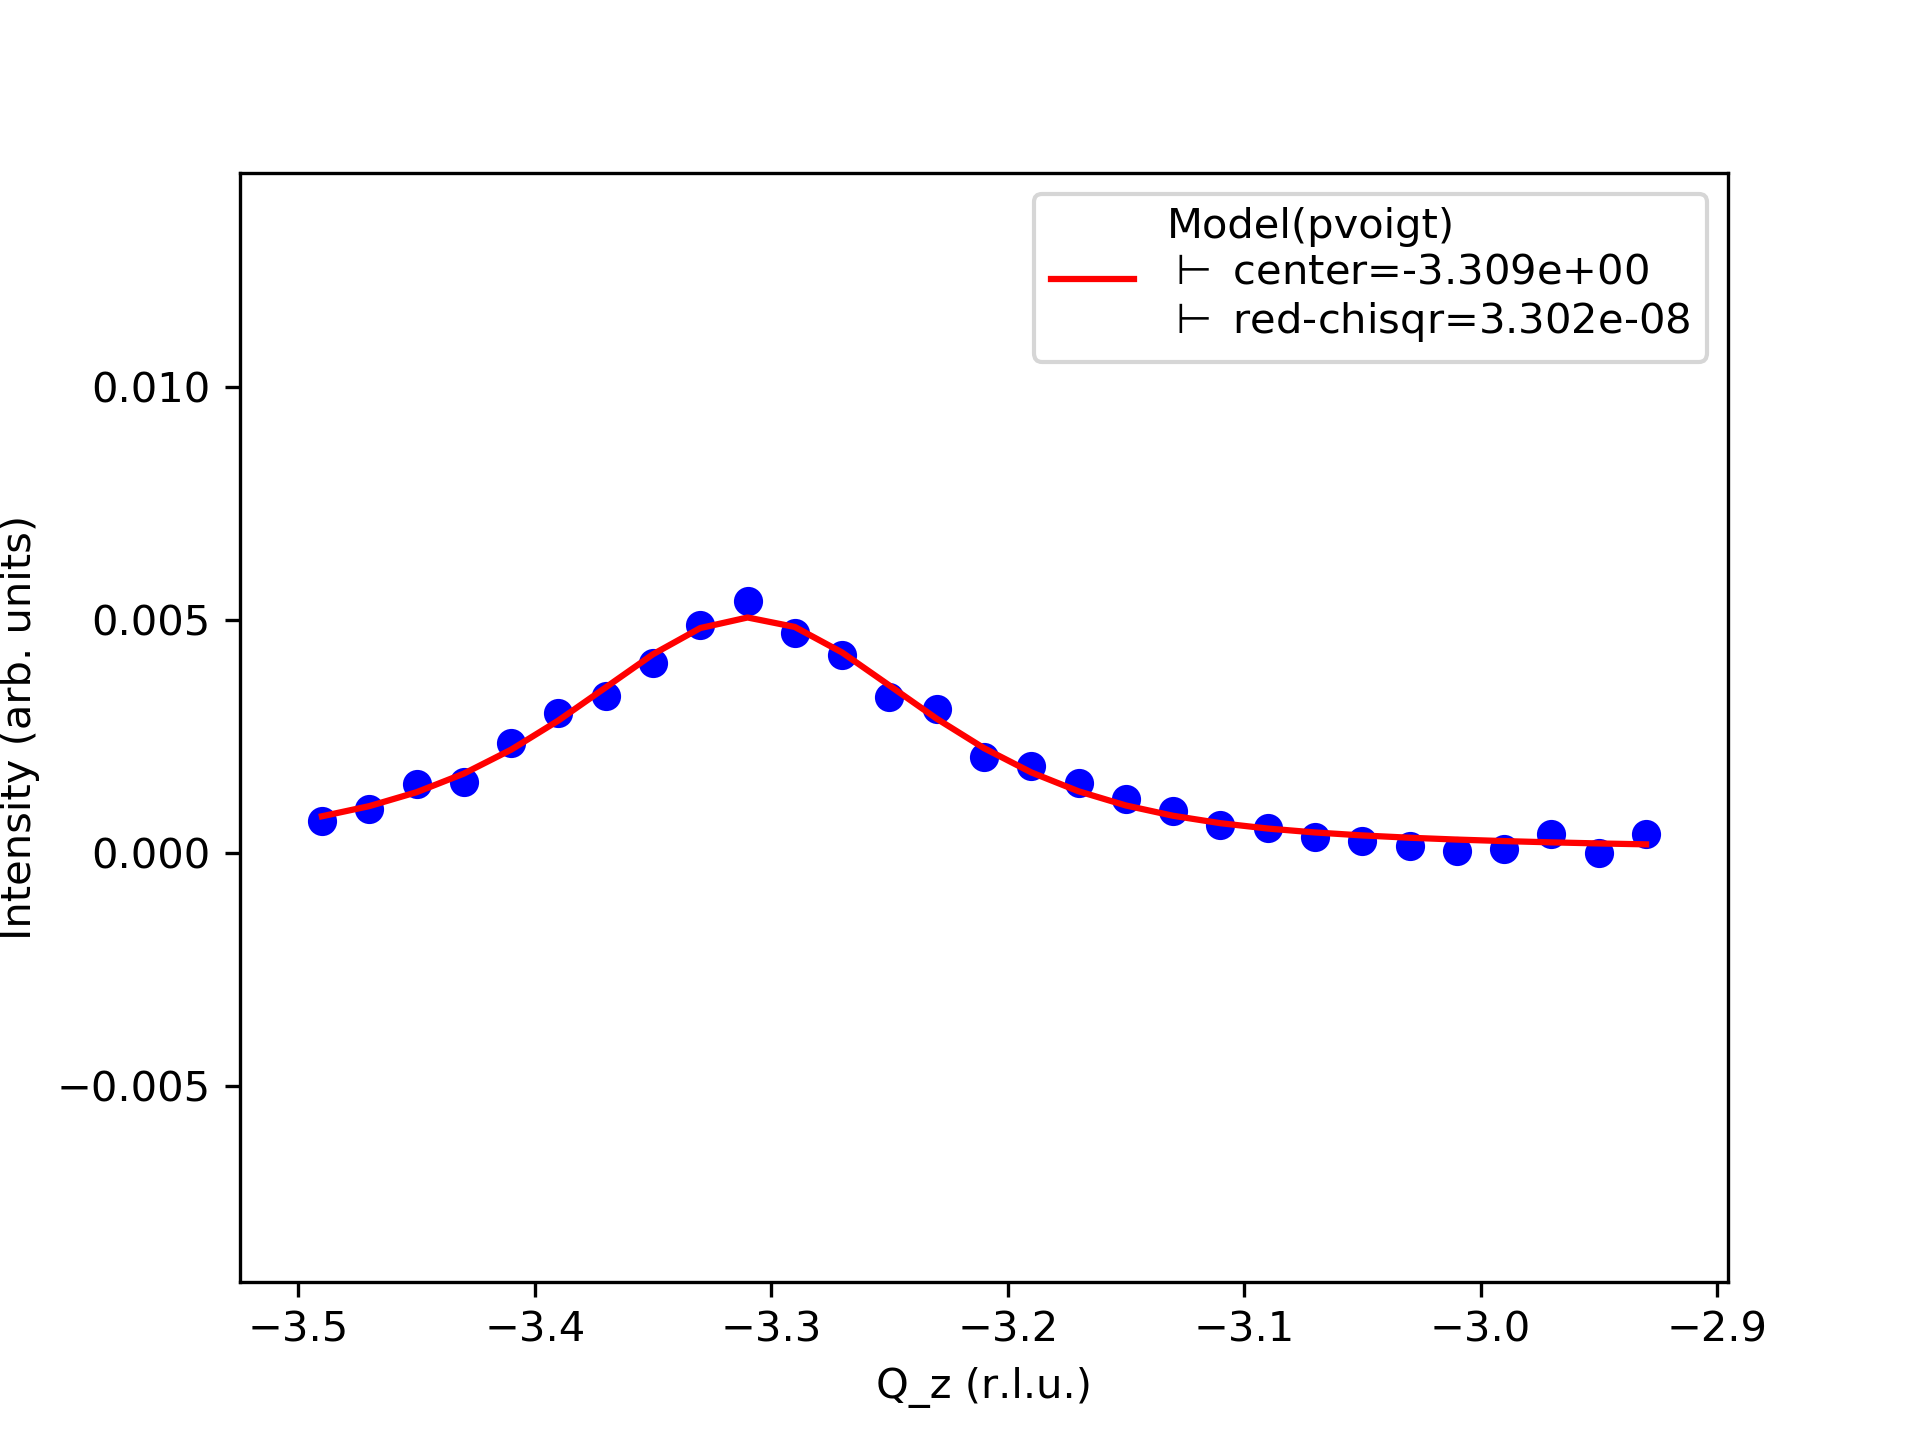 Model(pvoigt)
⊢ center=-3.309e+00
⊢ red-chisqr=3.302e-08
Intensity (arb. units)
0.010
0.005
0.000
−0.005
−3.5 −3.4 −3.3 −3.2 −3.1 −3.0 −2.9
Q_z (r.l.u.)